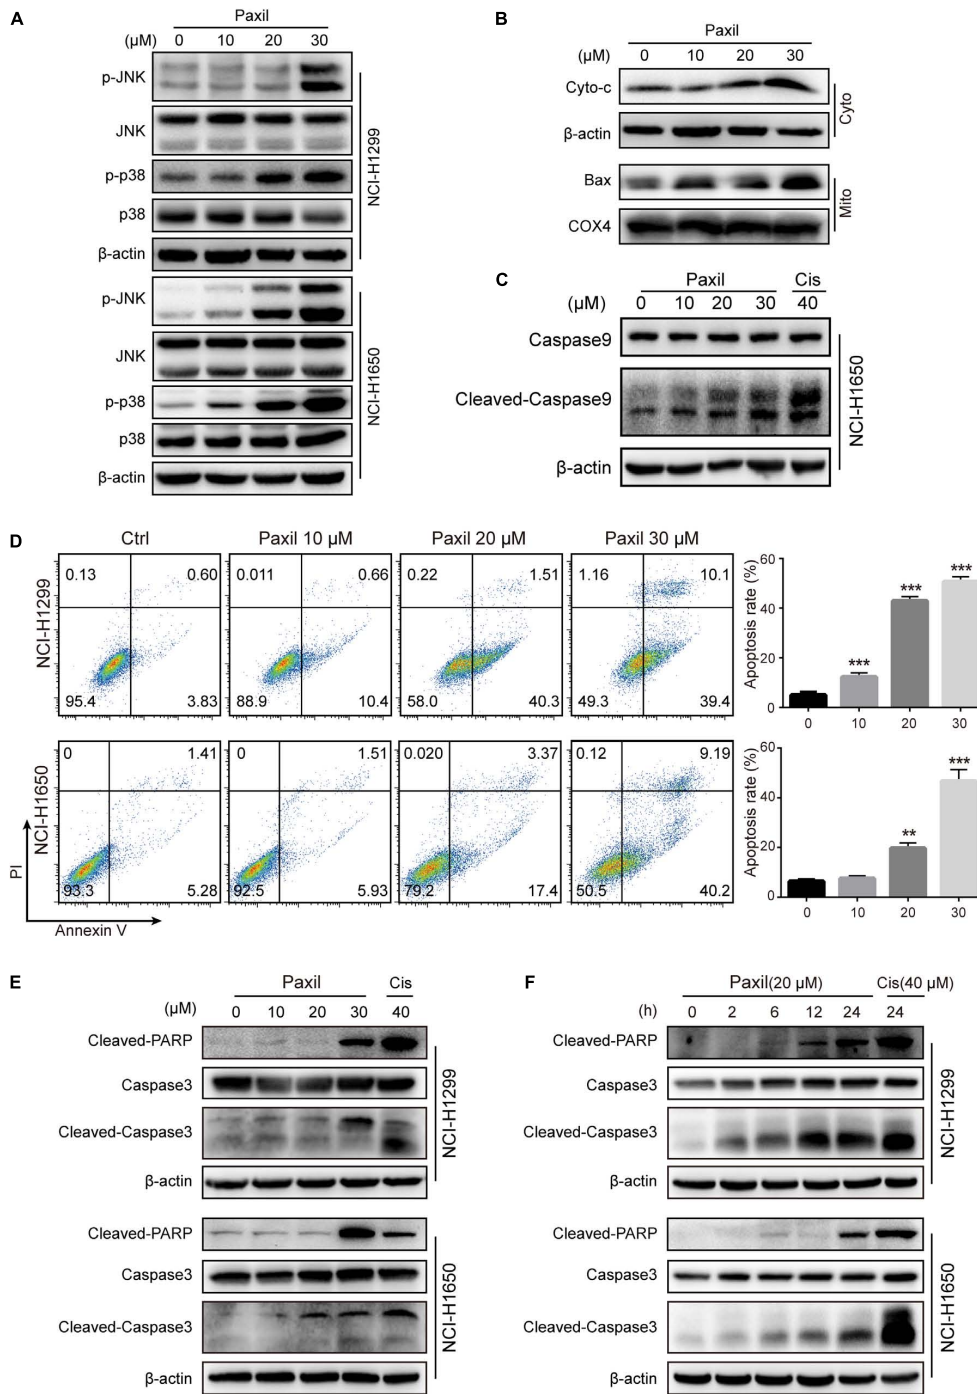 A
Paxil
(μM) 0 10 20 30
p-JNK
JNK
p-p38
p38
β-actin
NCI-H1299
p-JNK
JNK
p-p38
p38
β-actin
NCI-H1650
B
Paxil
(μM) 0 10 20 30
Cyto-c
β-actin
Cyto
Bax
COX4
Mito
C
Paxil Cis
(μM) 0 10 20 30 40
Caspase9
Cleaved-Caspase9
β-actin
NCI-H1650
D
Ctrl Paxil 10 μM Paxil 20 μM Paxil 30 μM
NCI-H1299
0.13 0.60 0.011 0.66 0.22 1.51 1.16 10.1
95.4 3.83 88.9 10.4 58.0 40.3 49.3 39.4
Apoptosis rate (%)
60
40
20
0
*** *** ***
0 10 20 30
NCI-H1650
0 1.41 0 1.51 0.020 3.37 0.12 9.19
93.3 5.28 92.5 5.93 79.2 17.4 50.5 40.2
PI
Annexin V
Apoptosis rate (%)
60
40
20
0
** ***
0 10 20 30
E
Paxil Cis
(μM) 0 10 20 30 40
Cleaved-PARP
Caspase3
Cleaved-Caspase3
β-actin
NCI-H1299
Cleaved-PARP
Caspase3
Cleaved-Caspase3
β-actin
NCI-H1650
F
Paxil(20 μM) Cis(40 μM)
(h) 0 2 6 12 24 24
Cleaved-PARP
Caspase3
Cleaved-Caspase3
β-actin
NCI-H1299
Cleaved-PARP
Caspase3
Cleaved-Caspase3
β-actin
NCI-H1650